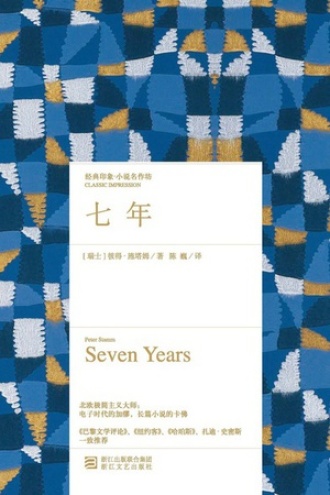 经典印象·小说名作坊
CLASSIC IMPRESSION
七年
[瑞士]彼得·施塔姆/著 陈巍/译
Peter Stamm
Seven Years
北欧极简主义大师：
电子时代的加缪，长篇小说的卡佛
《巴黎文学评论》、《纽约客》、《哈珀斯》、扎迪·史密斯
一致推荐
浙江出版联合集团
浙江文艺出版社